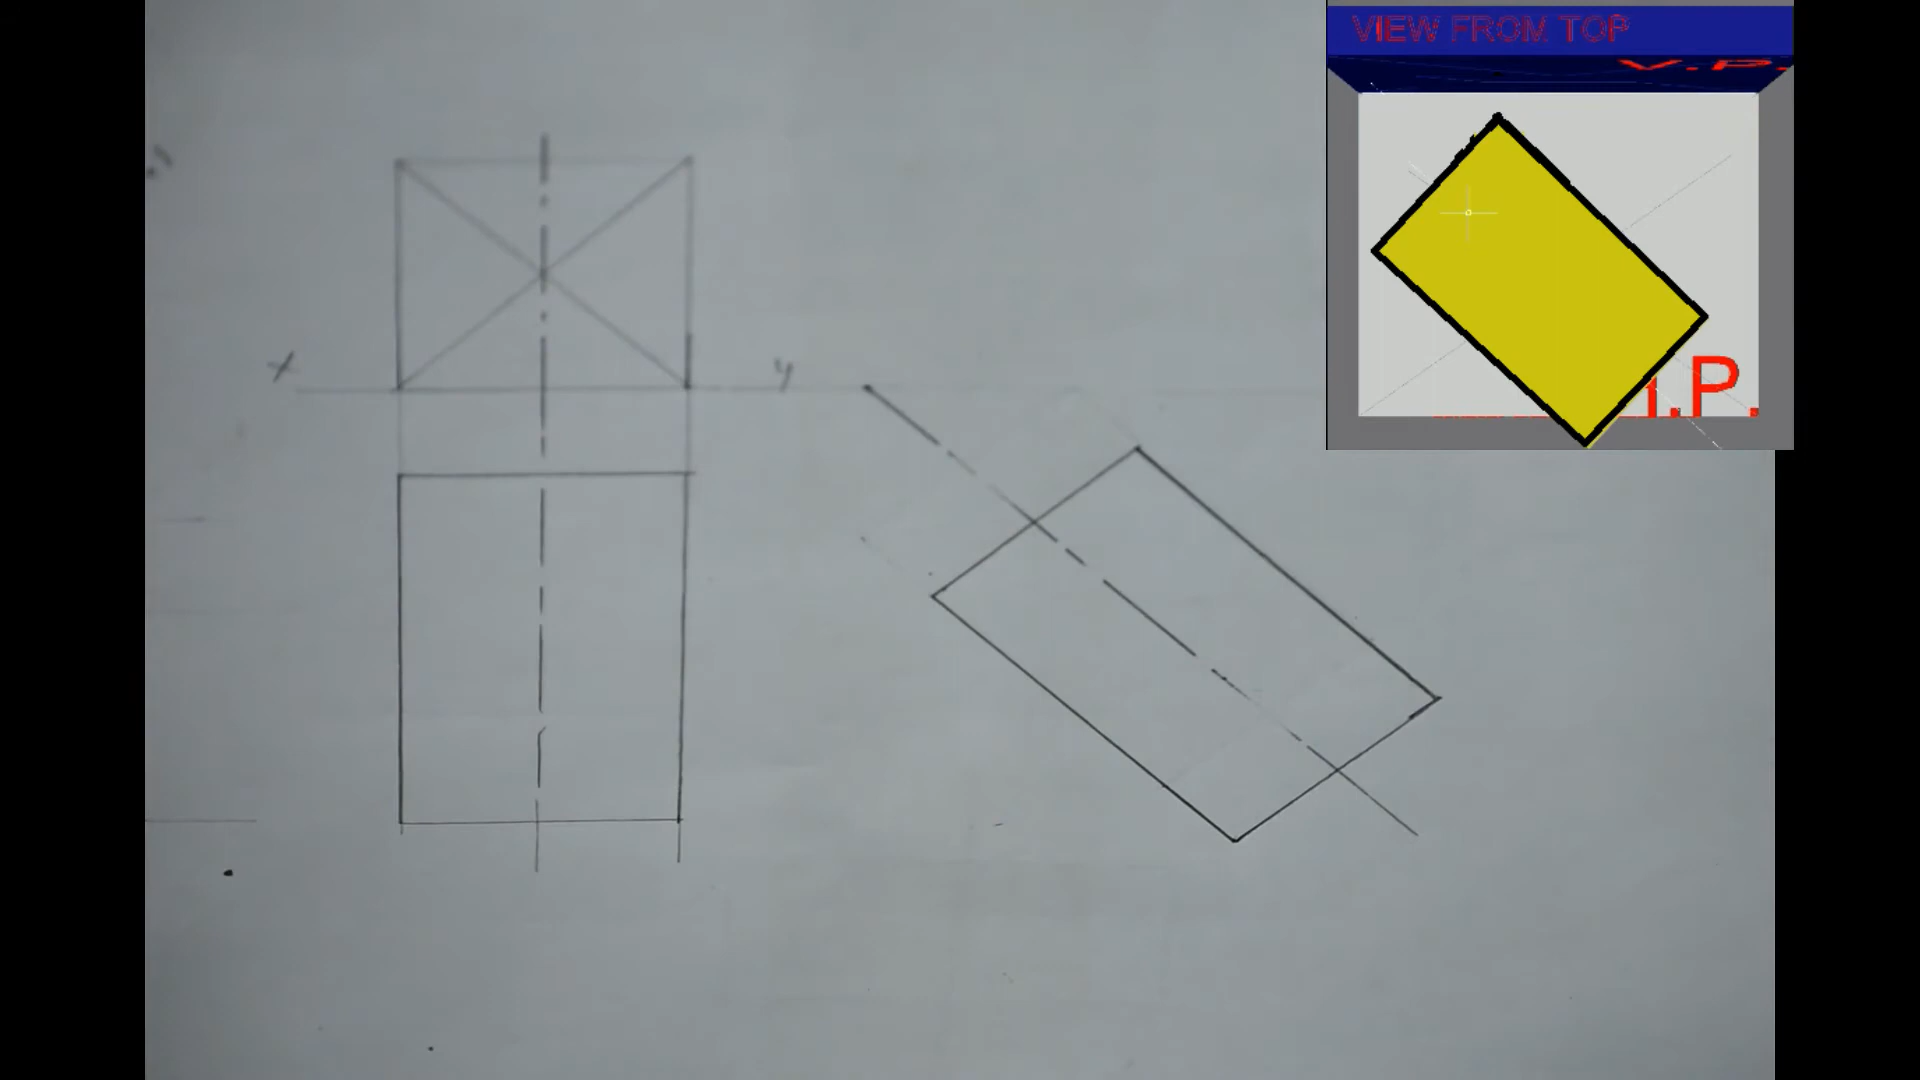 VIEW FROM TOP
V.P.
X
Y
H.P.